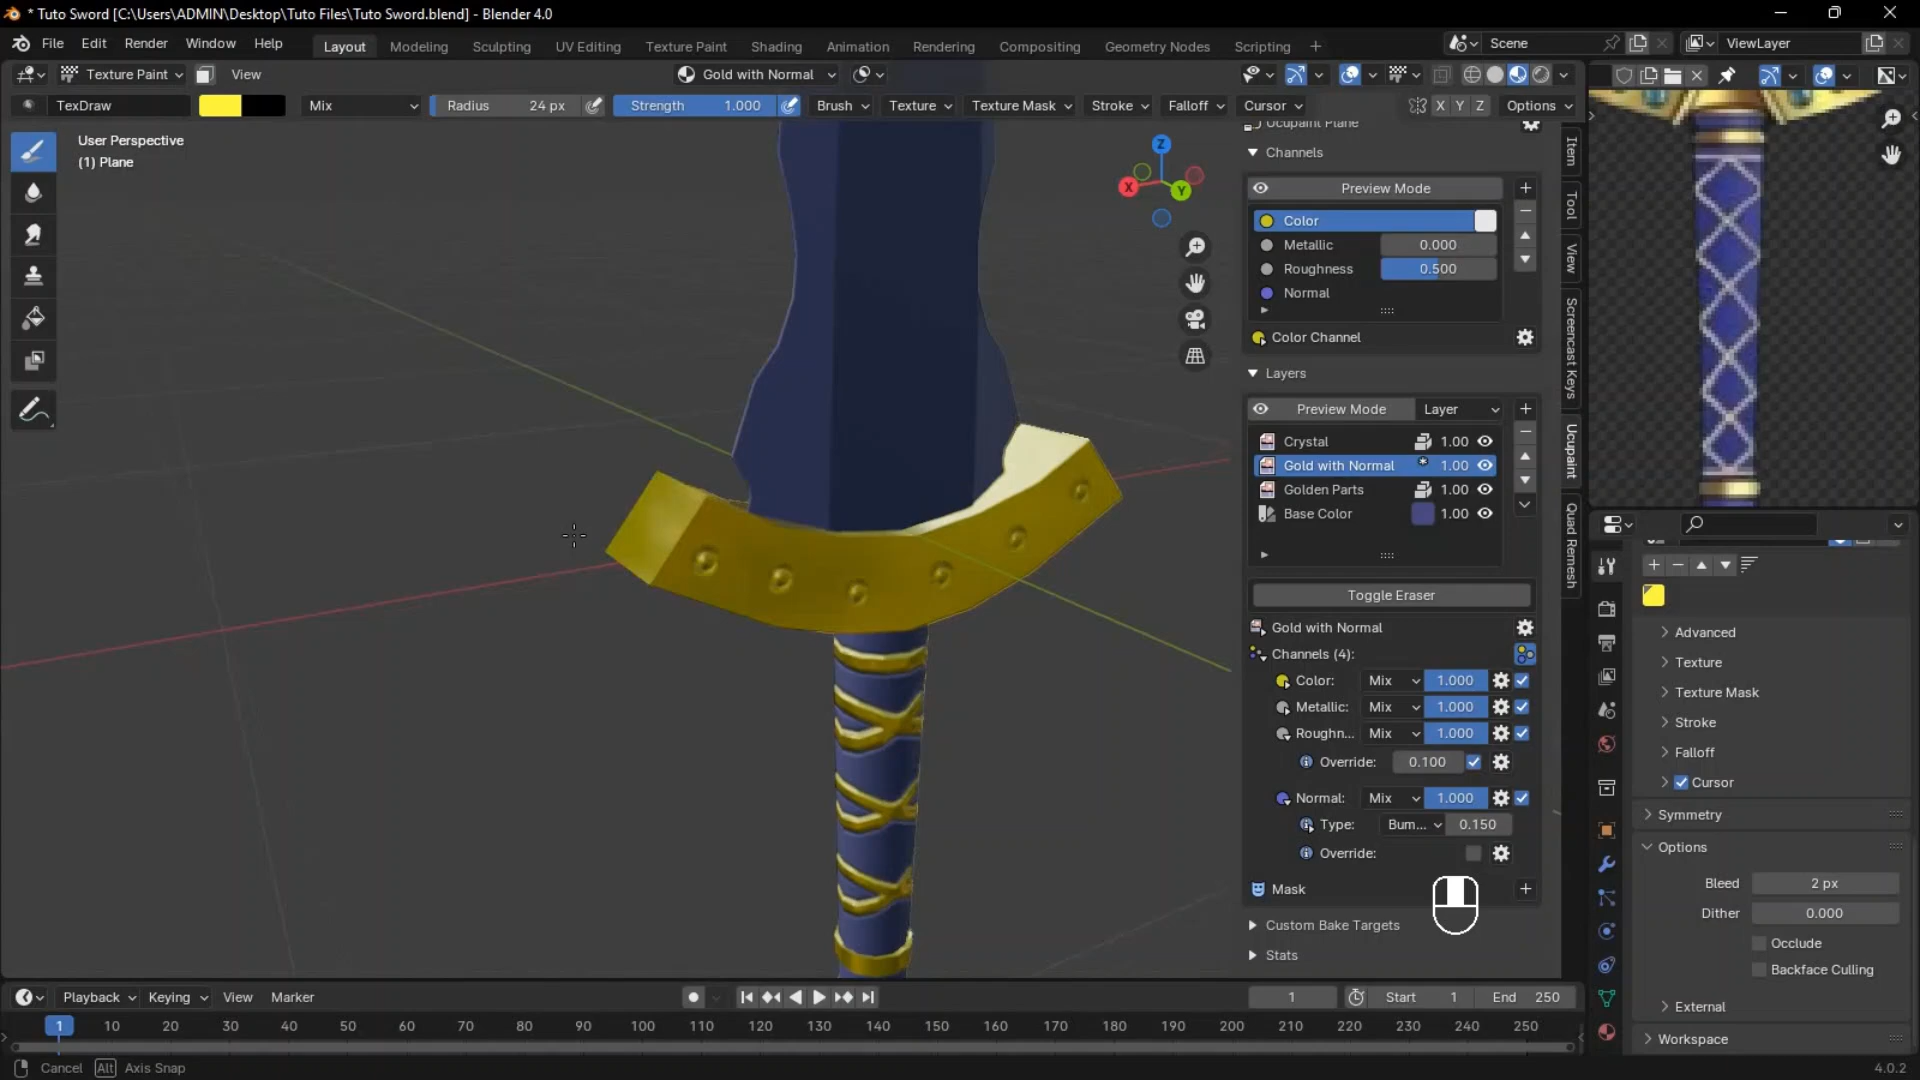 * Tuto Sword [C:\Users\ADMIN\Desktop\Tuto Files\Tuto Sword.blend] - Blender 4.0
File Edit Render Window Help Layout Modeling Sculpting UV Editing Texture Paint Shading Animation Rendering Compositing Geometry Nodes Scripting + Scene ViewLayer
Texture Paint View Gold with Normal
TexDraw Mix Radius 24 px Strength 1.000 Brush Texture Texture Mask Stroke Falloff Cursor X Y Z Options
User Perspective
(1) Plane
Z
X
Y
Ucupaint Plane
Channels
Preview Mode
Color
Metallic 0.000
Roughness 0.500
Normal
Color Channel
Layers
Preview Mode Layer
Crystal 1.00
Gold with Normal 1.00
Golden Parts 1.00
Base Color 1.00
Toggle Eraser
Gold with Normal
Channels (4):
Color: Mix 1.000
Metallic: Mix 1.000
Roughn... Mix 1.000
Override: 0.100
Normal: Mix 1.000
Type: Bum... 0.150
Override:
Mask
Custom Bake Targets
Stats
Item
Tool
View
Screencast Keys
Ucupaint
Quad Remesh
Advanced
Texture
Texture Mask
Stroke
Falloff
Cursor
Symmetry
Options
Bleed 2 px
Dither 0.000
Occlude
Backface Culling
External
Workspace
Playback Keying View Marker 1 Start 1 End 250
1 10 20 30 40 50 60 70 80 90 100 110 120 130 140 150 160 170 180 190 200 210 220 230 240 250
Cancel Alt Axis Snap 4.0.2